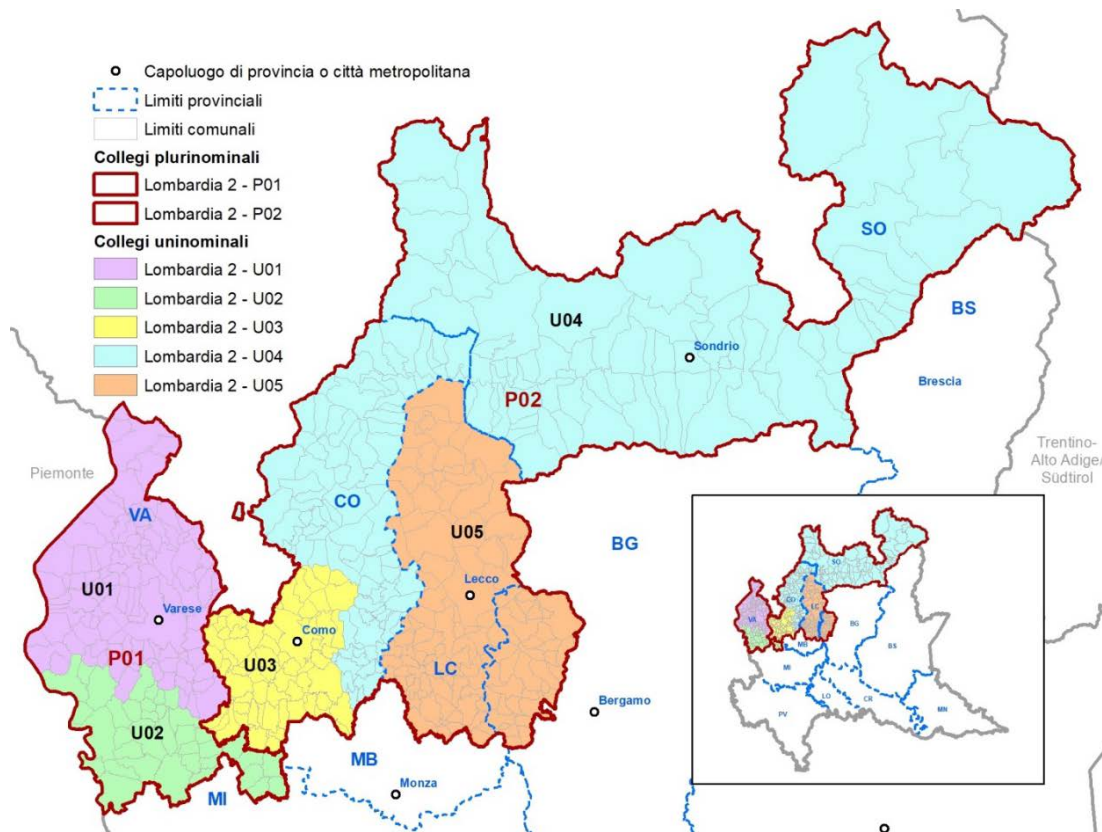 Capoluogo di provincia o città metropolitana
Limiti provinciali
Limiti comunali
Collegi plurinominali
Lombardia 2 - P01
Lombardia 2 - P02
Collegi uninominali
Lombardia 2 - U01
Lombardia 2 - U02
Lombardia 2 - U03
Lombardia 2 - U04
Lombardia 2 - U05
SO
U04
BS
Sondrio
Brescia
P02
Trentino-
Alto Adige/
Südtirol
Piemonte
VA
CO
U05
BG
U01
Lecco
Varese
Como
P01
U03
LC
Bergamo
U02
MB
Monza
MI
SO
CO
LC
VA
BG
BS
MB
MI
LO
CR
MN
PV